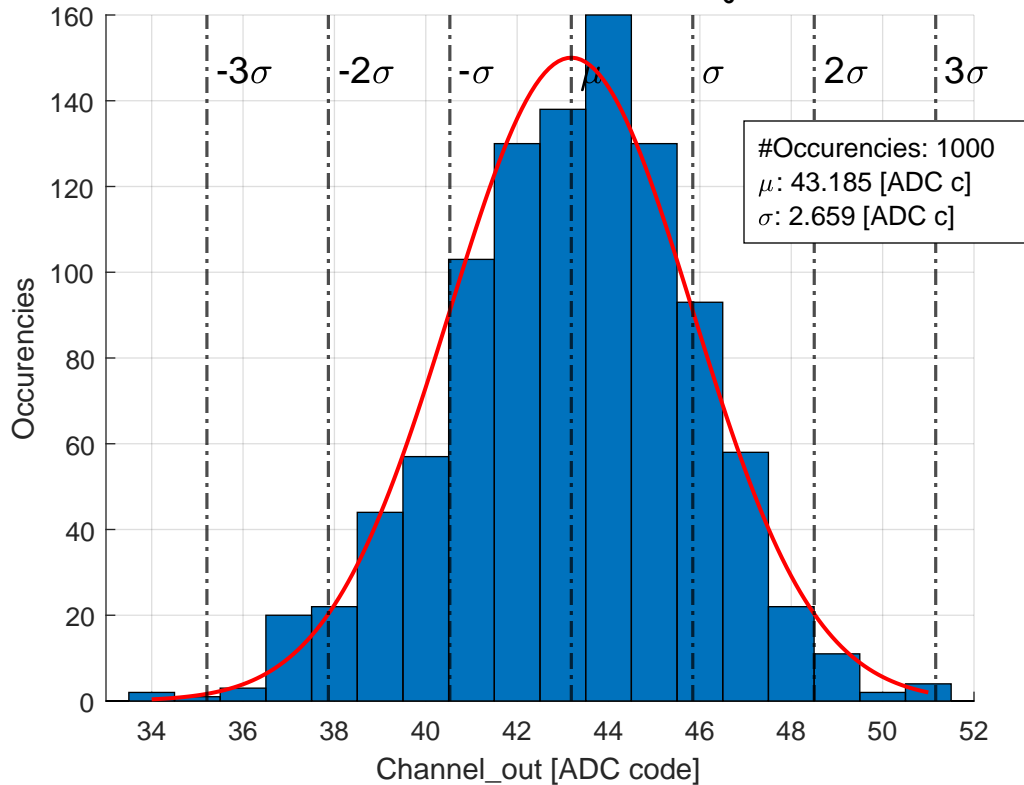 160
140
120
100
80
60
40
20
0
-3σ
-2σ
-σ
μ
σ
2σ
3σ
#Occurencies: 1000
μ: 43.185 [ADC c]
σ: 2.659 [ADC c]
Occurencies
34 36 38 40 42 44 46 48 50 52
Channel_out [ADC code]